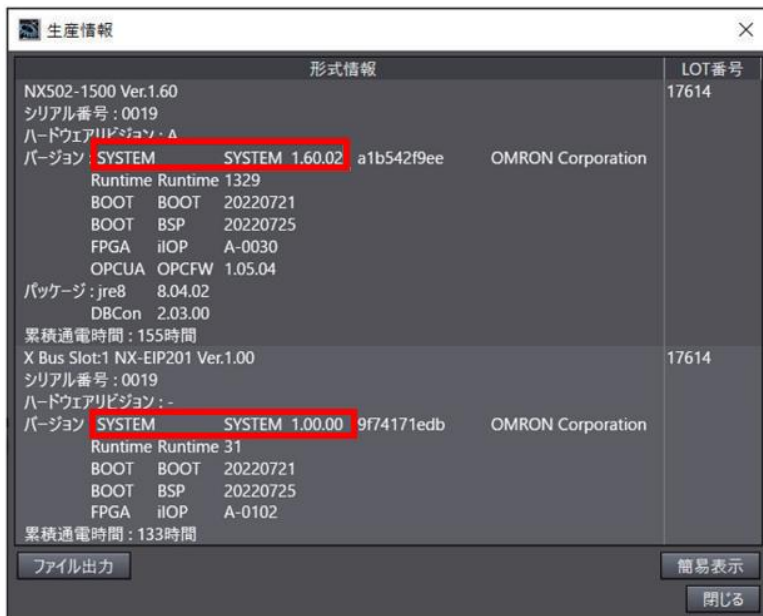 生産情報
形式情報 LOT番号
NX502-1500 Ver.1.60 17614
シリアル番号 : 0019
ハードウェアリビジョン : A
バージョン : SYSTEM SYSTEM 1.60.02 a1b542f9ee OMRON Corporation
Runtime Runtime 1329
BOOT BOOT 20220721
BOOT BSP 20220725
FPGA iIOP A-0030
OPCUA OPCFW 1.05.04
パッケージ : jre8 8.04.02
DBCon 2.03.00
累積通電時間 : 155時間
X Bus Slot:1 NX-EIP201 Ver.1.00 17614
シリアル番号 : 0019
ハードウェアリビジョン : -
バージョン SYSTEM SYSTEM 1.00.00 9f74171edb OMRON Corporation
Runtime Runtime 31
BOOT BOOT 20220721
BOOT BSP 20220725
FPGA iIOP A-0102
累積通電時間 : 133時間
ファイル出力 簡易表示
閉じる